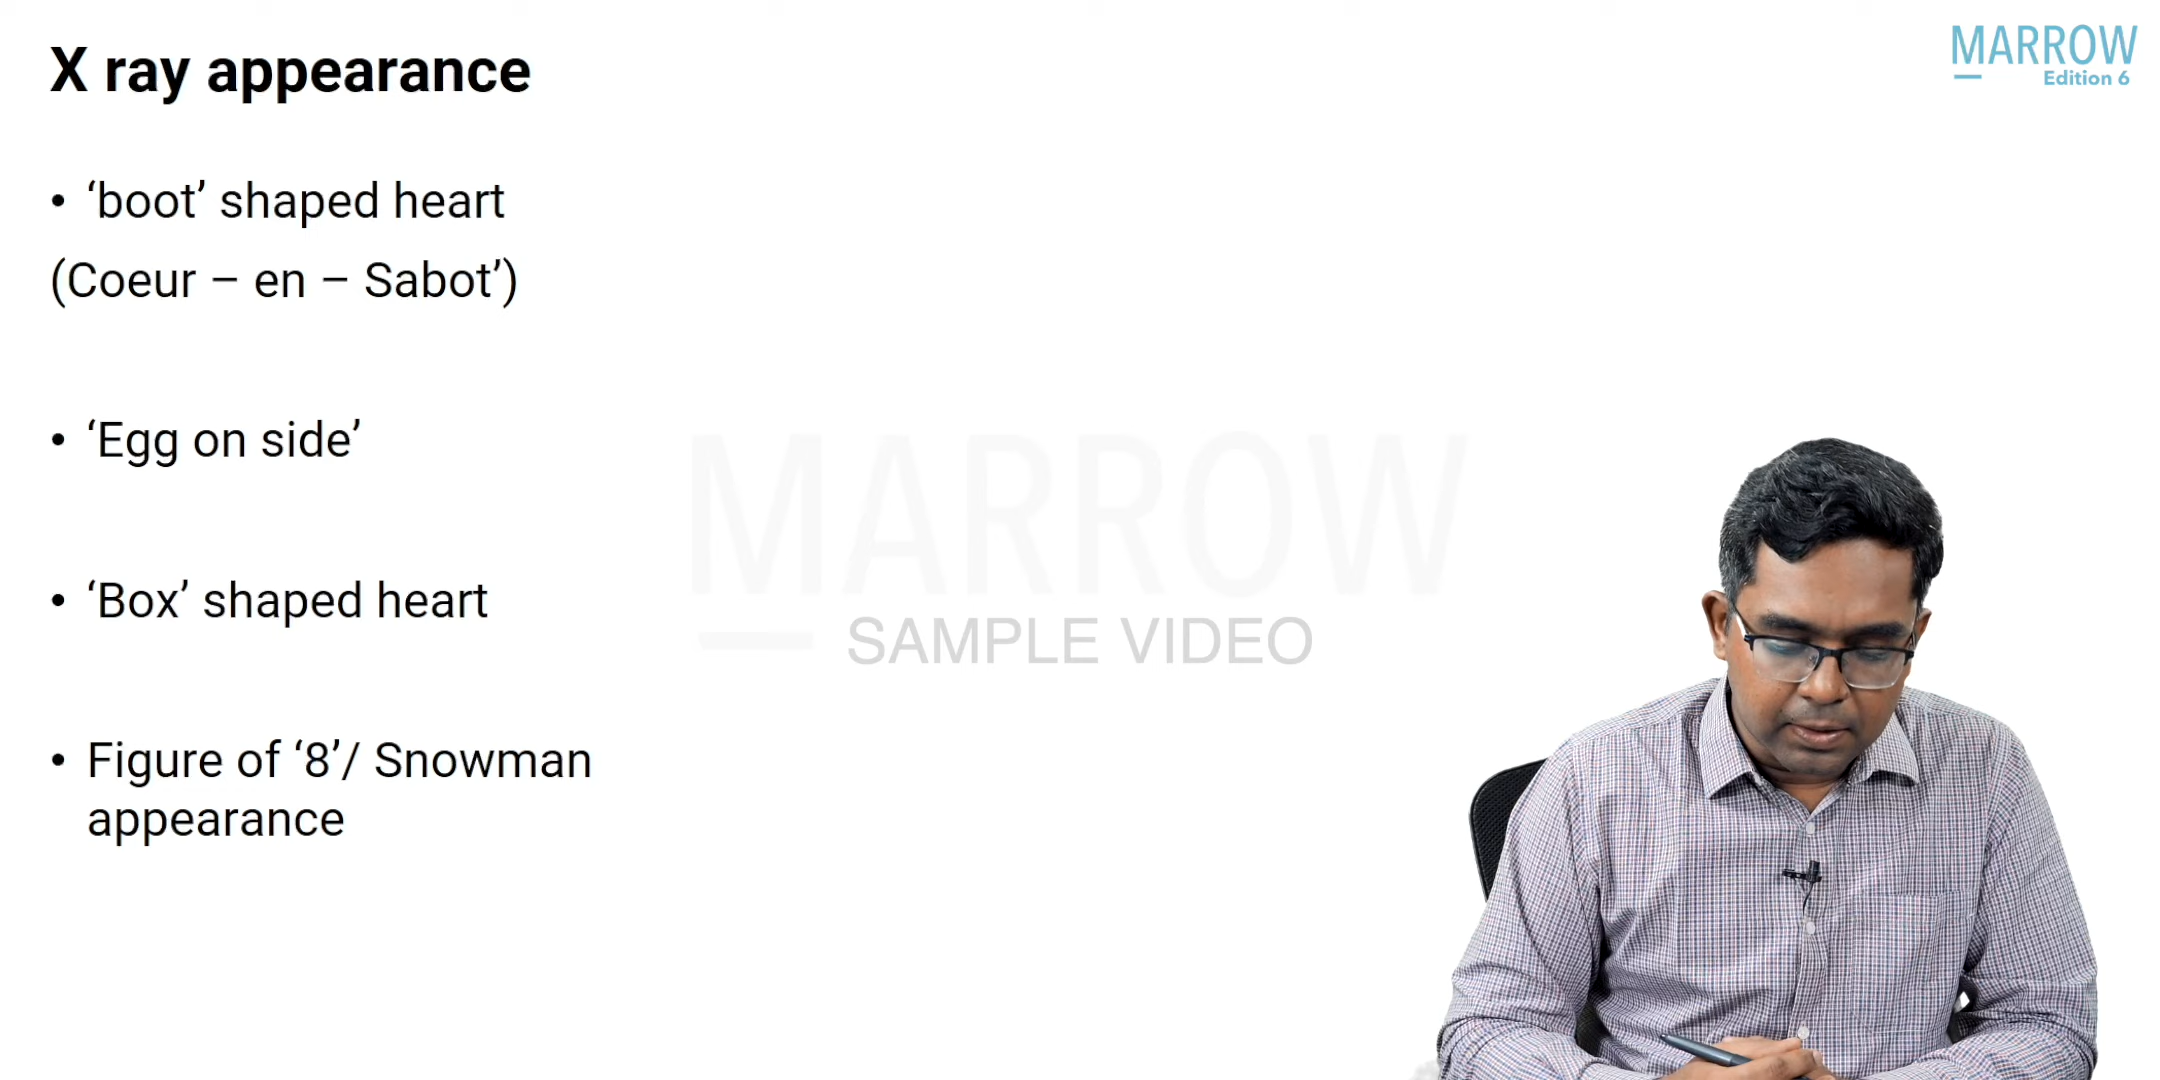 X ray appearance
MARROW
Edition 6
• ‘boot’ shaped heart
(Coeur – en – Sabot’)
• ‘Egg on side’
• ‘Box’ shaped heart
• Figure of ‘8’/ Snowman
appearance
MARROW
SAMPLE VIDEO